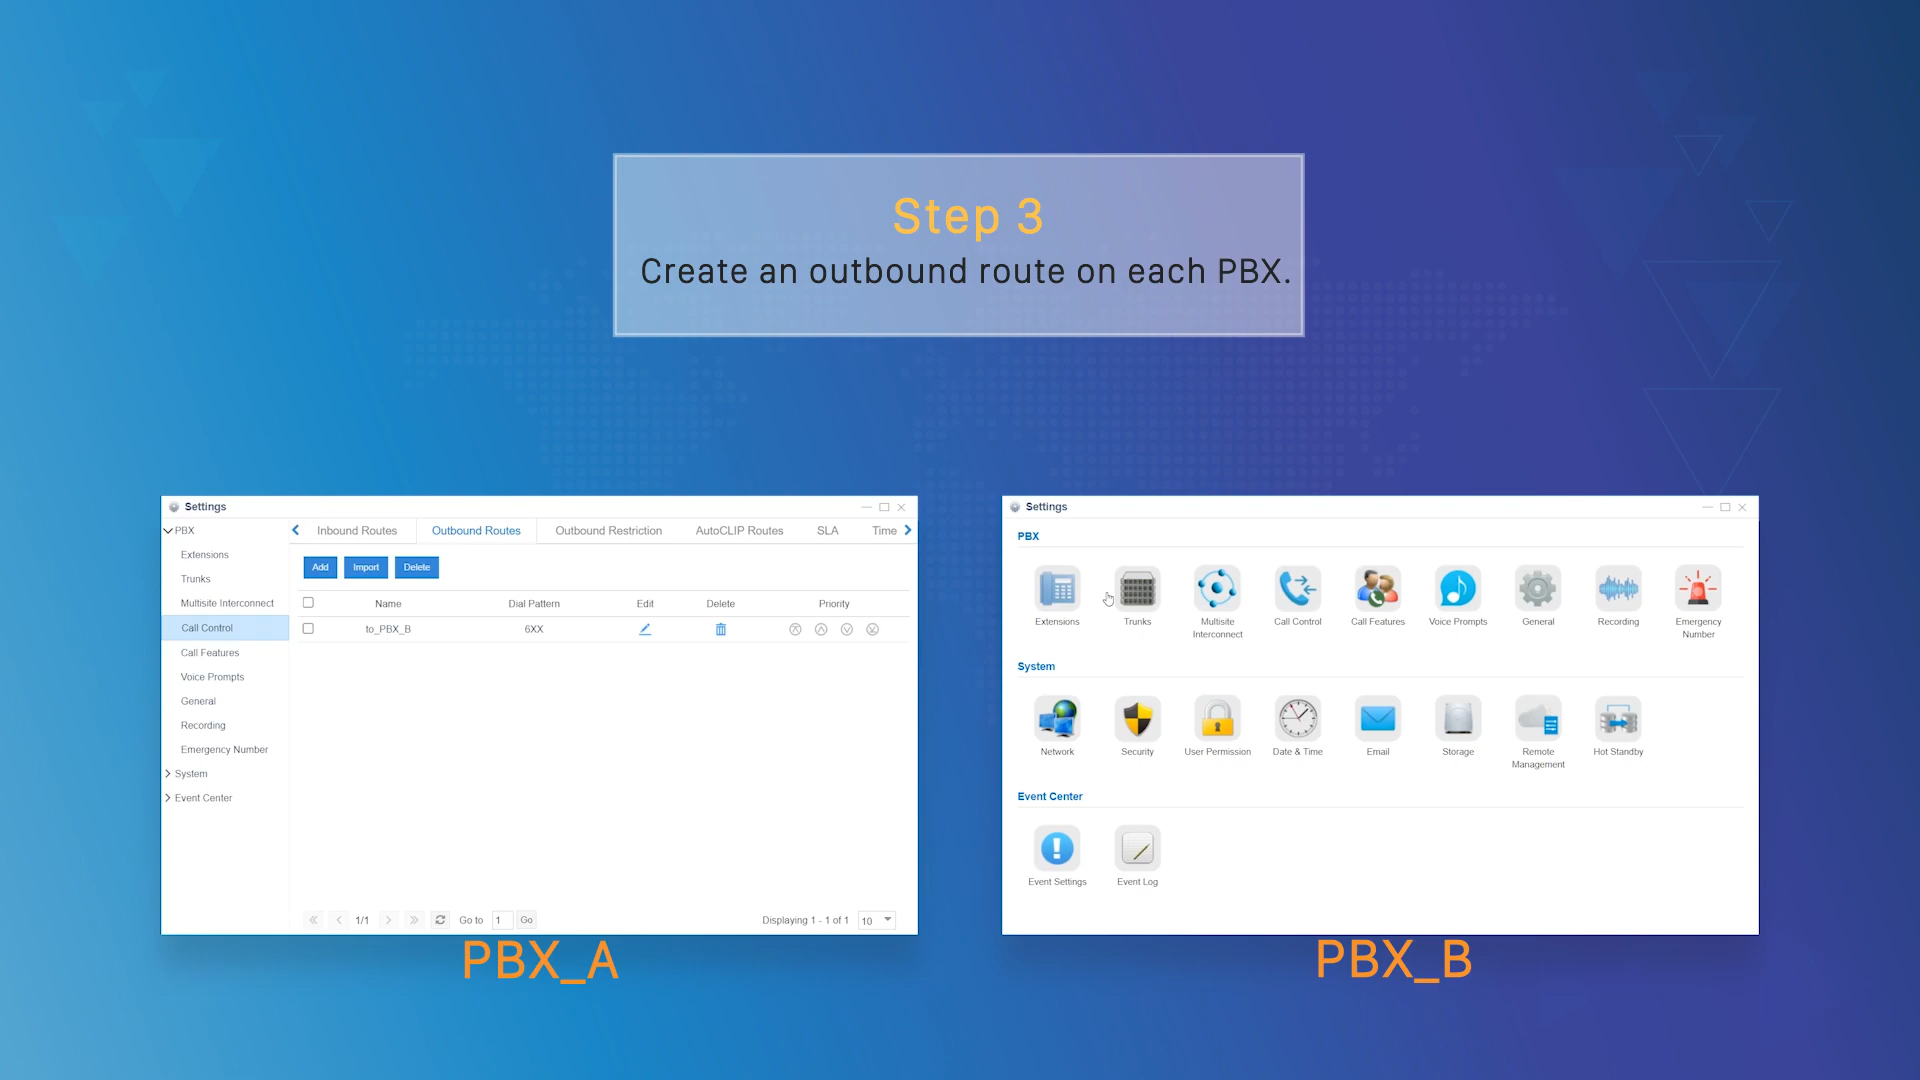 Step 3
Create an outbound route on each PBX.
Settings
PBX
Extensions
Trunks
Multisite Interconnect
Call Control
Call Features
Voice Prompts
General
Recording
Emergency Number
System
Event Center
Inbound Routes Outbound Routes Outbound Restriction AutoCLIP Routes SLA Time
Add Import Delete
Name Dial Pattern Edit Delete Priority
to_PBX_B 6XX
1/1 Go to 1 Go Displaying 1 - 1 of 1 10
PBX_A
Settings
PBX
Extensions Trunks Multisite Interconnect Call Control Call Features Voice Prompts General Recording Emergency Number
System
Network Security User Permission Date & Time Email Storage Remote Management Hot Standby
Event Center
Event Settings Event Log
PBX_B